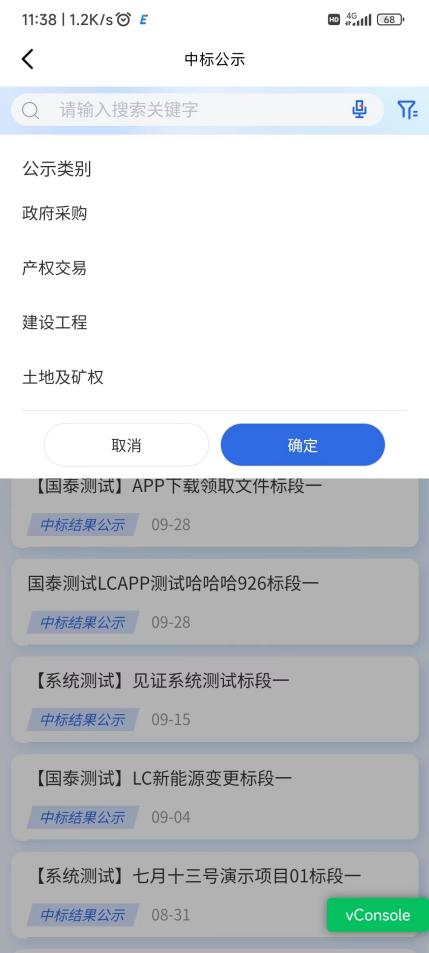 11:38 | 1.2K/s
HD 4G 68
中标公示
请输入搜索关键字
公示类别
政府采购
产权交易
建设工程
土地及矿权
取消 确定
【国泰测试】APP下载领取文件标段一
中标结果公示 09-28
国泰测试LCAPP测试哈哈哈926标段一
中标结果公示 09-28
【系统测试】见证系统测试标段一
中标结果公示 09-15
【国泰测试】LC新能源变更标段一
中标结果公示 09-04
【系统测试】七月十三号演示项目01标段一
中标结果公示 08-31
vConsole